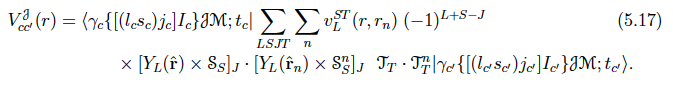 V^𝒥_{cc′}(r) = ⟨γ_c{[(l_c s_c)j_c]I_c}𝒥ℳ; t_c| ∑_{LSJT} ∑_n v_L^{ST}(r, r_n) (−1)^{L+S−J} (5.17)
× [Y_L(r̂) × 𝒮_S]_J · [Y_L(r̂_n) × 𝒮^n_S]_J 𝒯_T · 𝒯^n_T|γ_{c′}{[(l_{c′}s_{c′})j_{c′}]I_{c′}}𝒥ℳ; t_{c′}⟩.